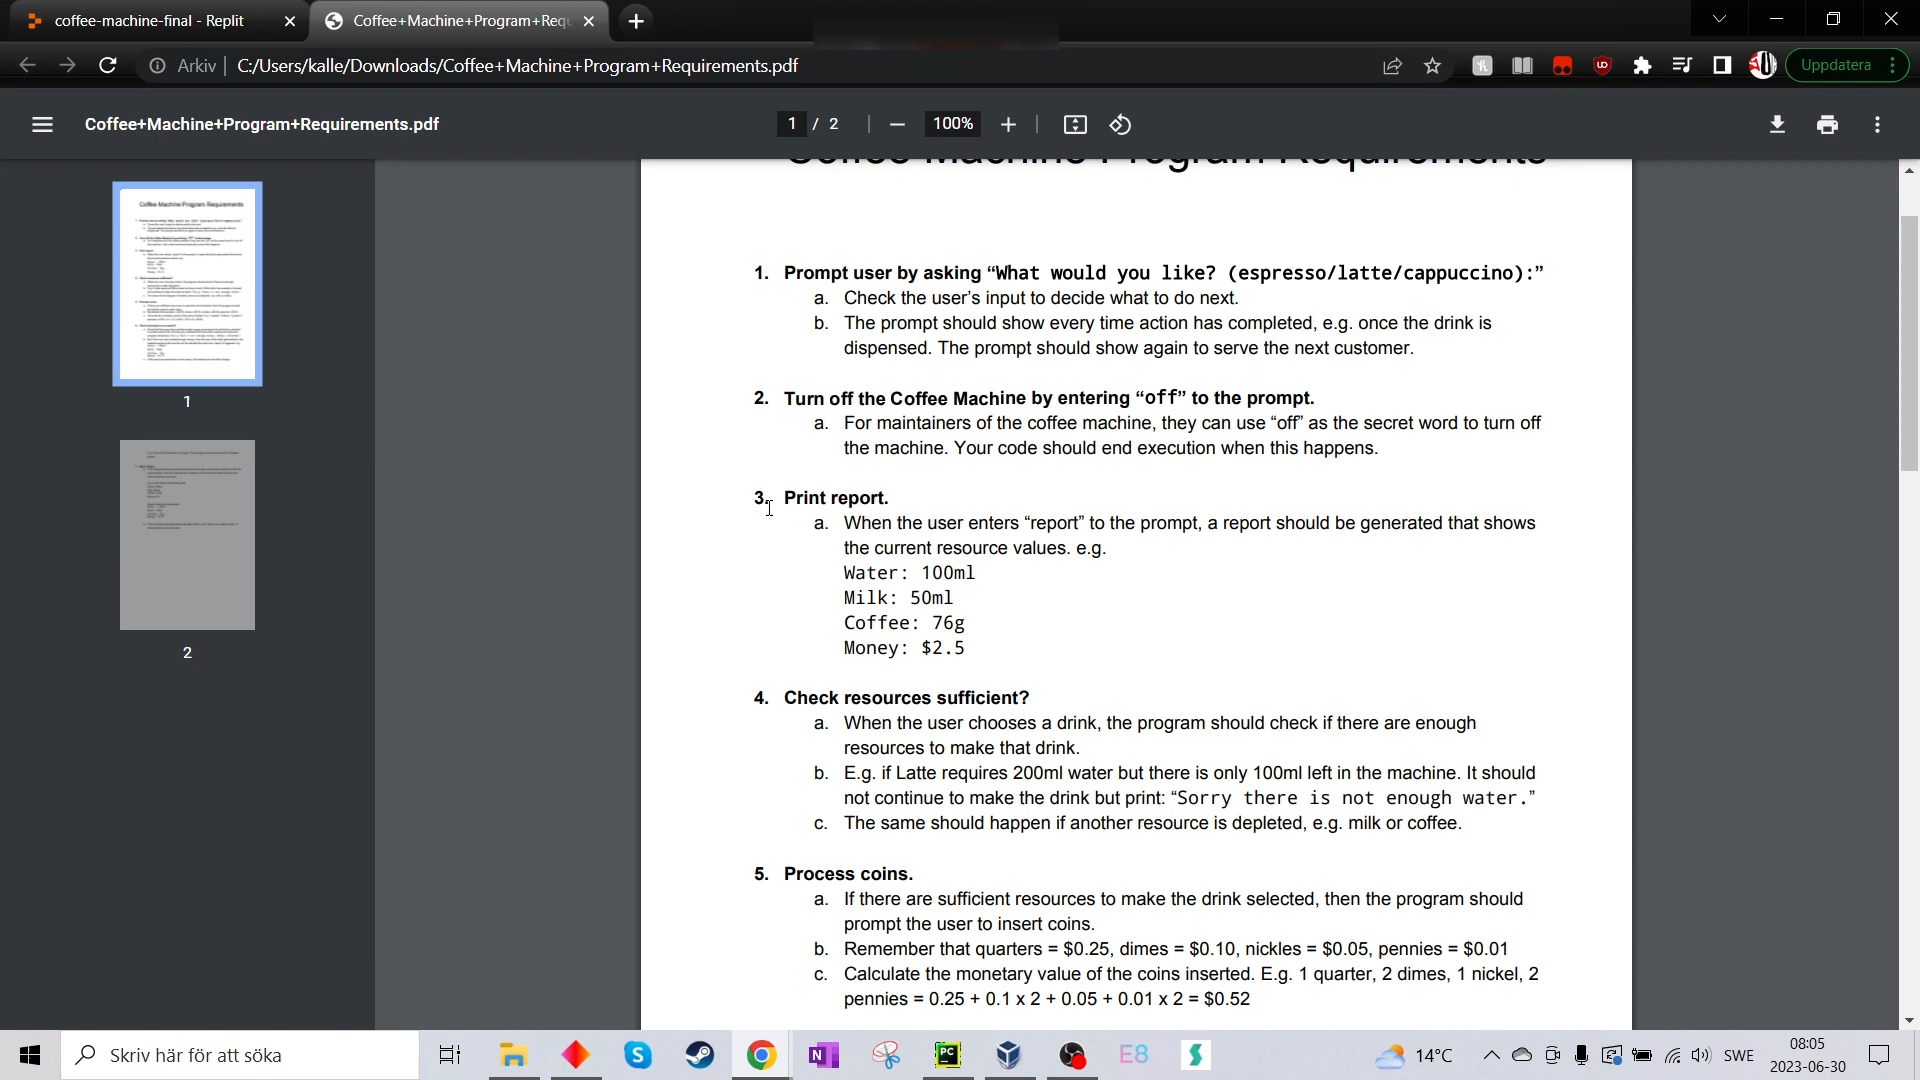 coffee-machine-final - Replit
Coffee+Machine+Program+Req
Arkiv
C:/Users/kalle/Downloads/Coffee+Machine+Program+Requirements.pdf
Uppdatera
Coffee+Machine+Program+Requirements.pdf
1 / 2
100%
Coffee Machine Program Requirements
1. Prompt user by asking “What would you like? (espresso/latte/cappuccino):”
a. Check the user’s input to decide what to do next.
b. The prompt should show every time action has completed, e.g. once the drink is
dispensed. The prompt should show again to serve the next customer.
2. Turn off the Coffee Machine by entering “off” to the prompt.
a. For maintainers of the coffee machine, they can use “off” as the secret word to turn off
the machine. Your code should end execution when this happens.
3. Print report.
a. When the user enters “report” to the prompt, a report should be generated that shows
the current resource values. e.g.
Water: 100ml
Milk: 50ml
Coffee: 76g
Money: $2.5
4. Check resources sufficient?
a. When the user chooses a drink, the program should check if there are enough
resources to make that drink.
b. E.g. if Latte requires 200ml water but there is only 100ml left in the machine. It should
not continue to make the drink but print: “Sorry there is not enough water.”
c. The same should happen if another resource is depleted, e.g. milk or coffee.
5. Process coins.
a. If there are sufficient resources to make the drink selected, then the program should
prompt the user to insert coins.
b. Remember that quarters = $0.25, dimes = $0.10, nickles = $0.05, pennies = $0.01
c. Calculate the monetary value of the coins inserted. E.g. 1 quarter, 2 dimes, 1 nickel, 2
pennies = 0.25 + 0.1 x 2 + 0.05 + 0.01 x 2 = $0.52
Coffee Machine Program Requirements
1
2
Skriv här för att söka
N
PC
E8
14°C
SWE
08:05
2023-06-30